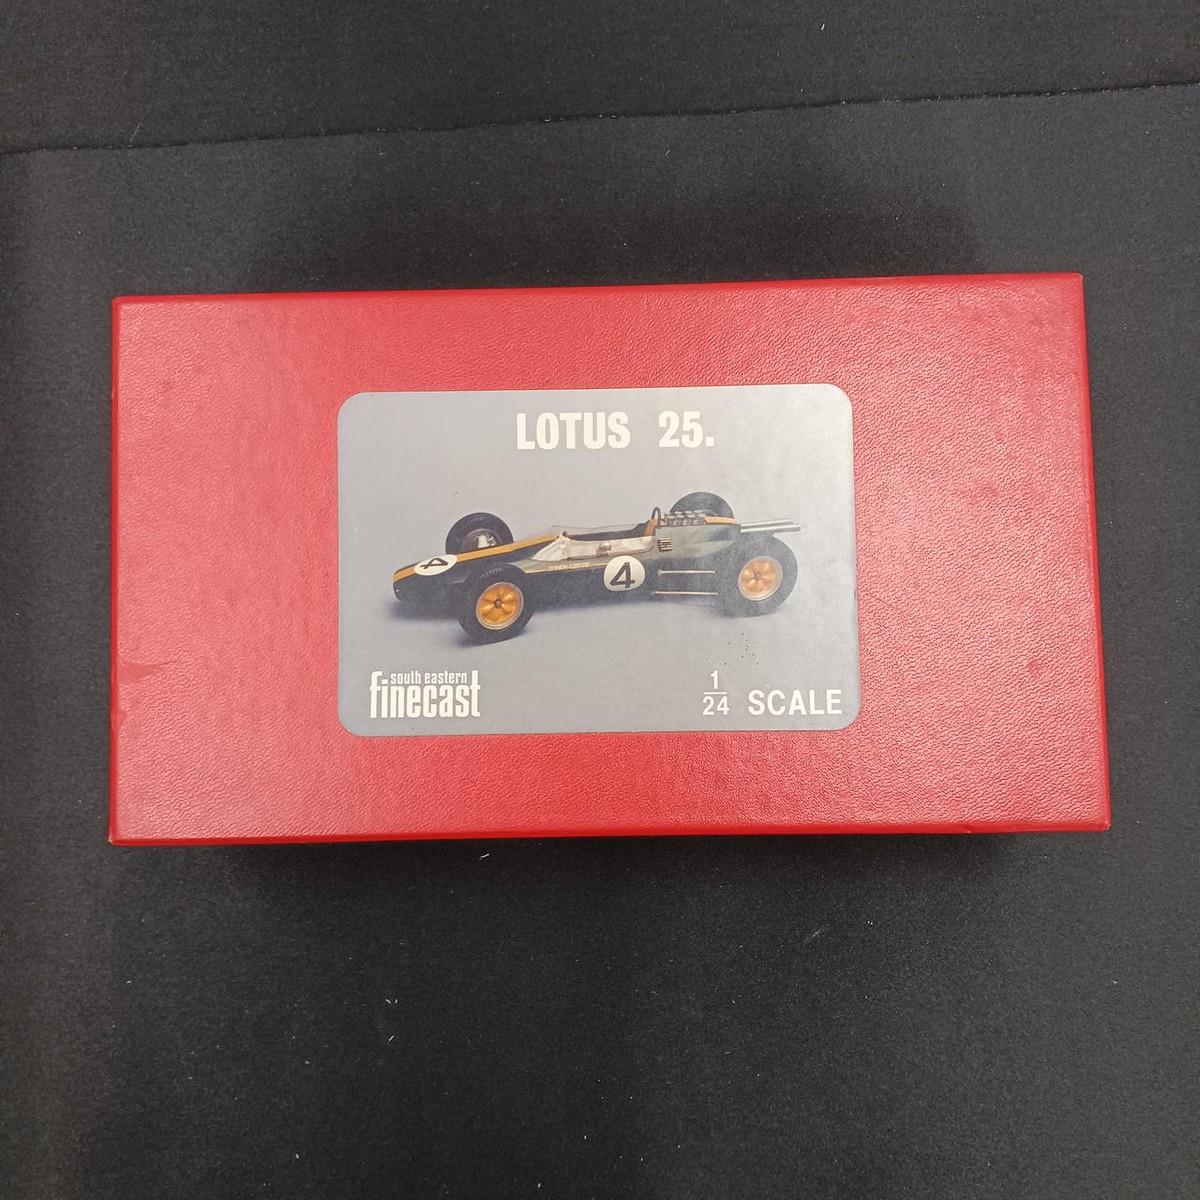 LOTUS 25.
4
4
south eastern
finecast
1
24 SCALE